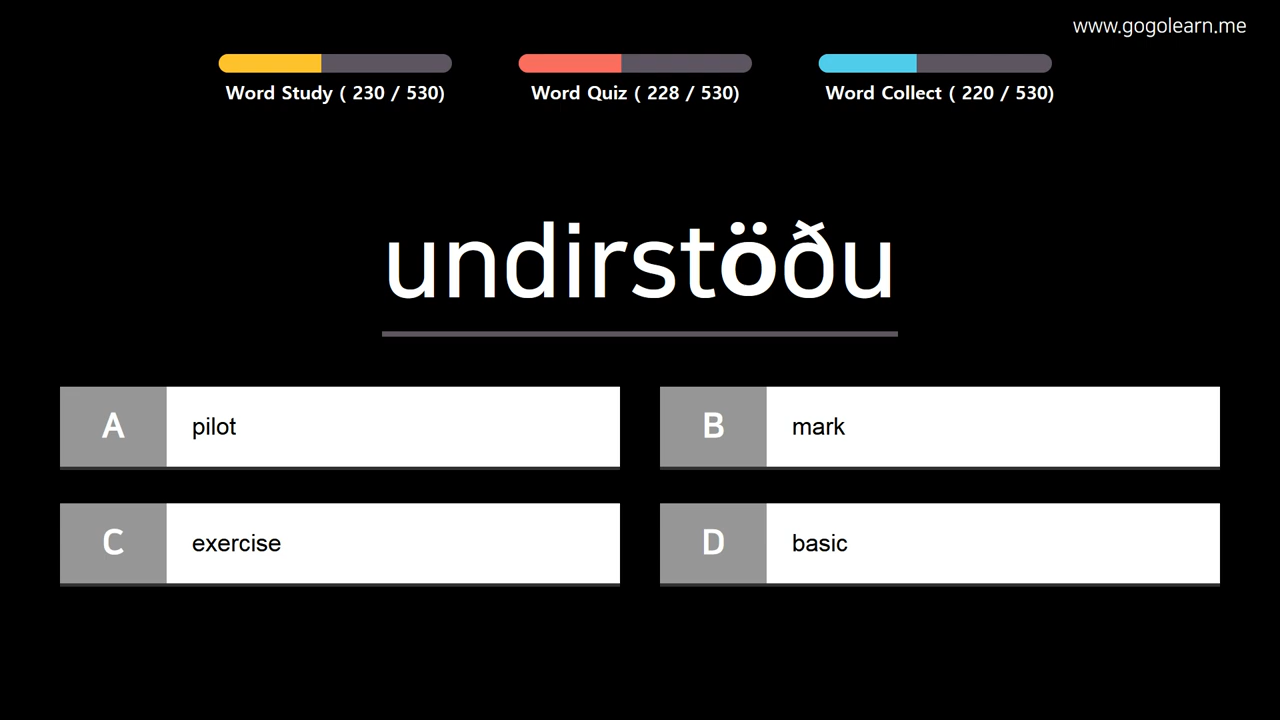 www.gogolearn.me
Word Study ( 230 / 530)
Word Quiz ( 228 / 530)
Word Collect ( 220 / 530)
undirstöðu
A pilot
B mark
C exercise
D basic